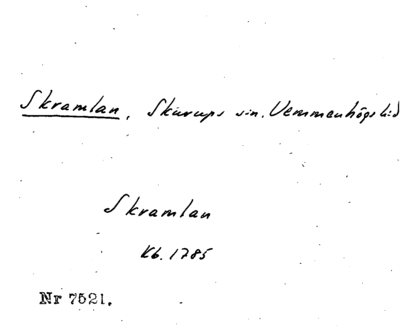 Skramlan, Skurups sn. Vemmenhögs hd
Skramlan
Kb. 1785
Nr 7521.